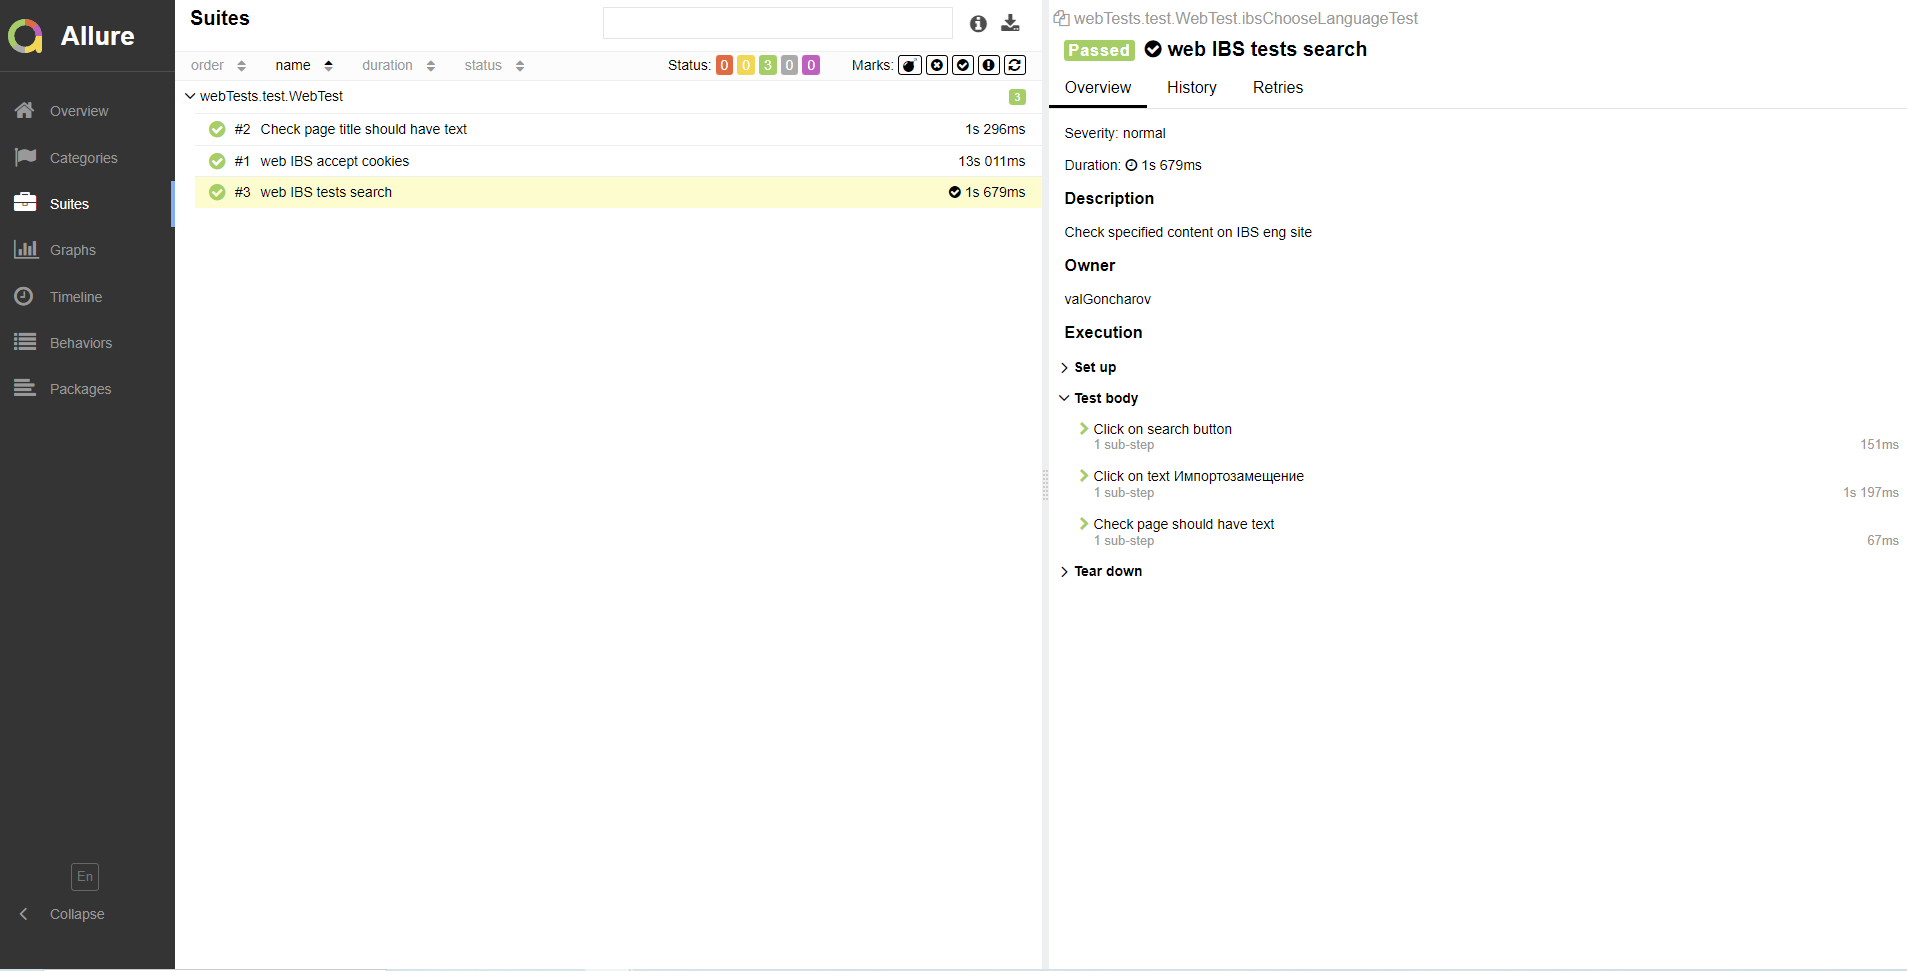 Allure
Overview
Categories
Suites
Graphs
Timeline
Behaviors
Packages
En
Collapse
Suites
order name duration status Status: 0 0 3 0 0 Marks:
webTests.test.WebTest 3
#2 Check page title should have text 1s 296ms
#1 web IBS accept cookies 13s 011ms
#3 web IBS tests search 1s 679ms
webTests.test.WebTest.ibsChooseLanguageTest
Passed web IBS tests search
Overview History Retries
Severity: normal
Duration: 1s 679ms
Description
Check specified content on IBS eng site
Owner
valGoncharov
Execution
Set up
Test body
Click on search button
1 sub-step 151ms
Click on text Импортозамещение
1 sub-step 1s 197ms
Check page should have text
1 sub-step 67ms
Tear down